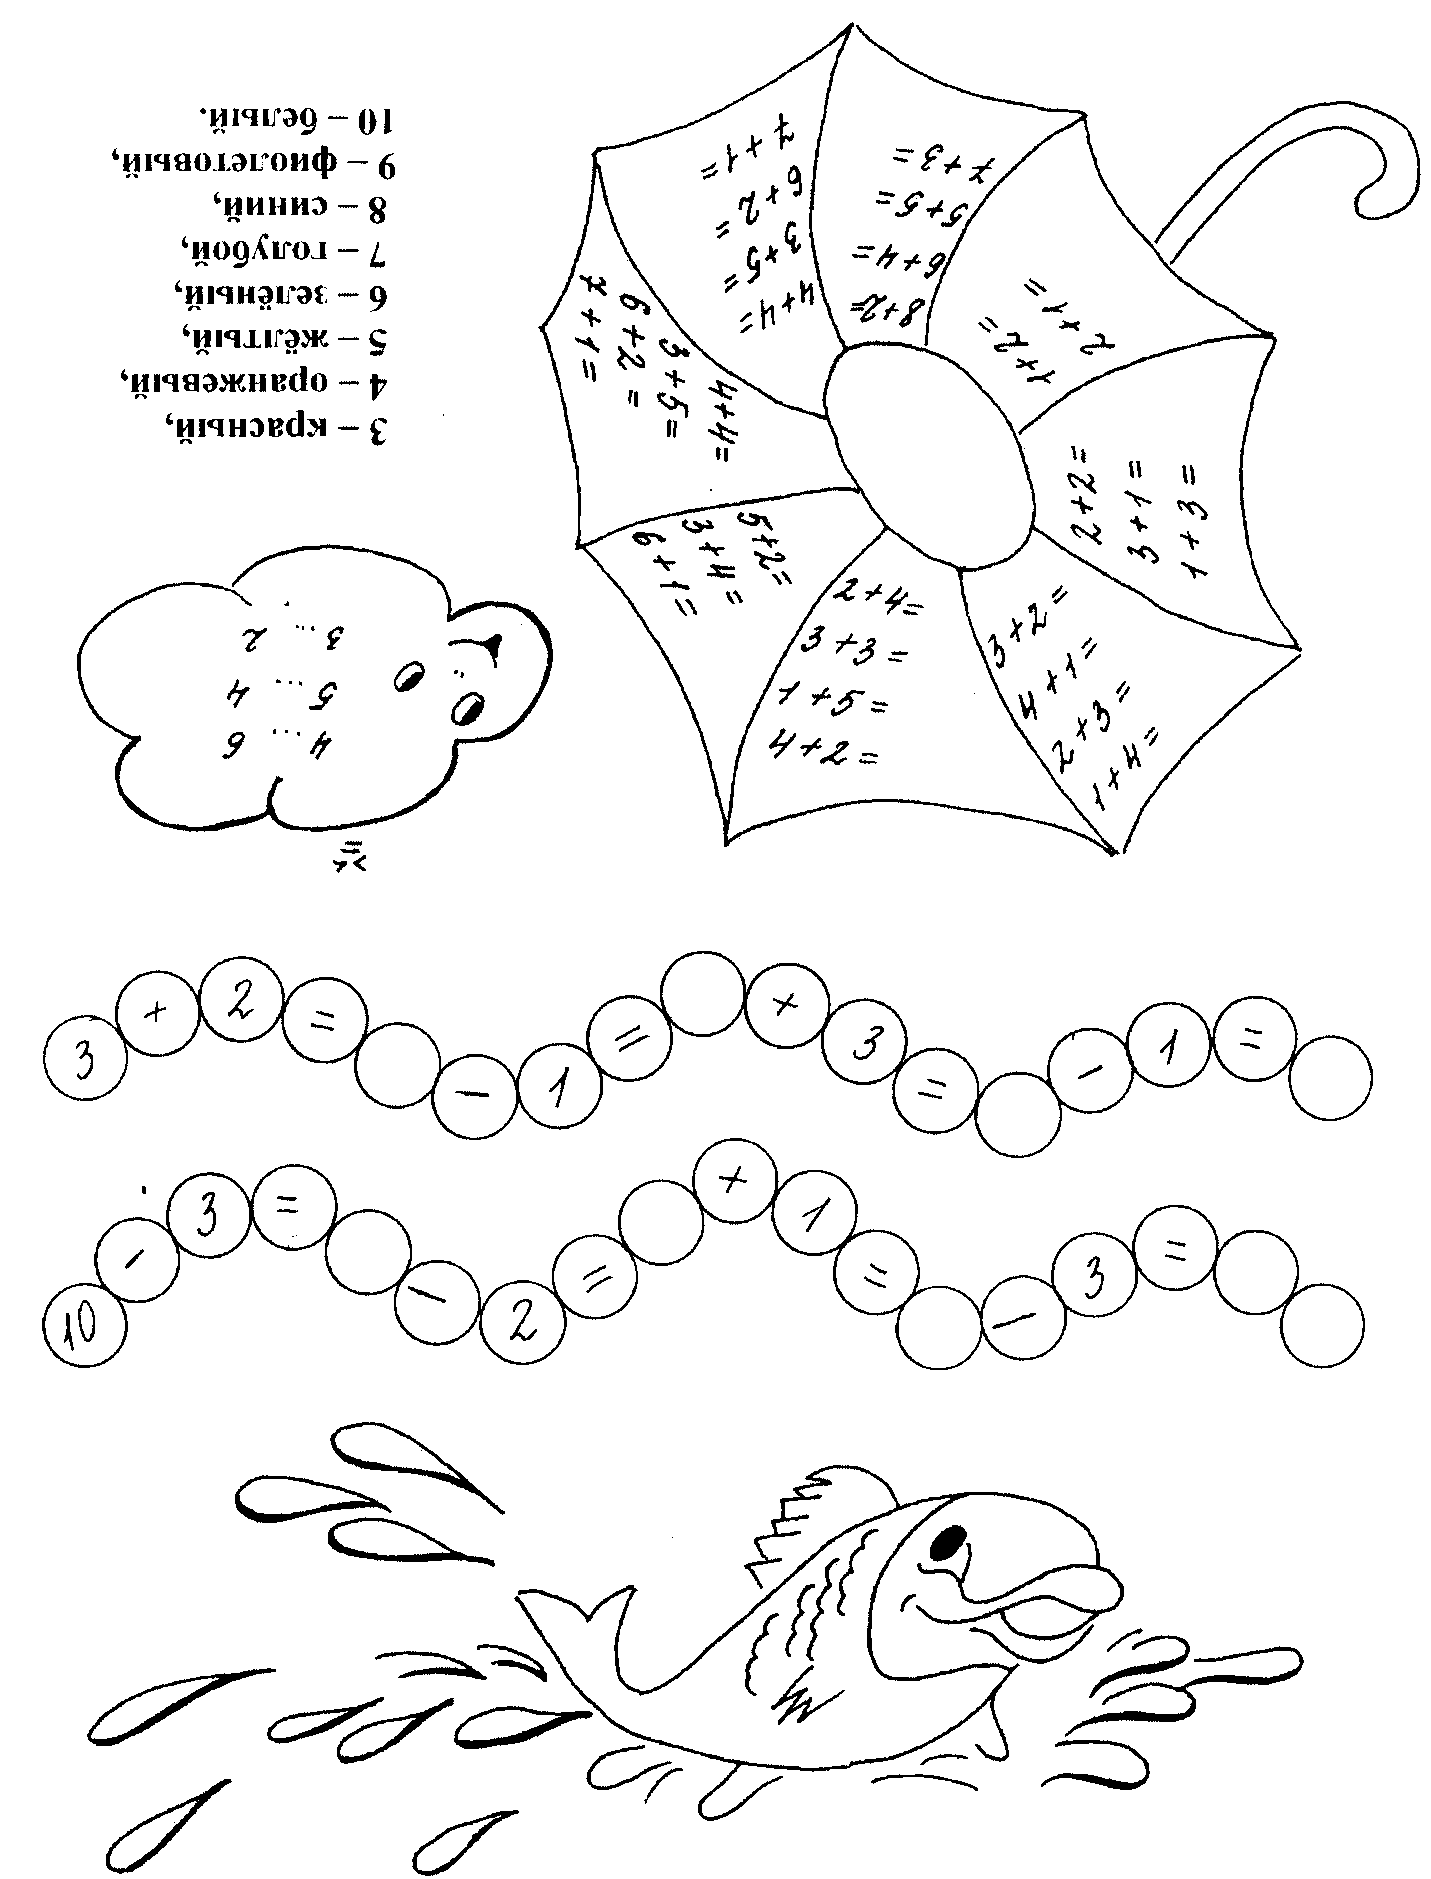 3 – красный,
4 – оранжевый,
5 – жёлтый,
6 – зелёный,
7 – голубой,
8 – синий,
9 – фиолетовый,
10 – белый.
> <
=
4 ... 6
5 ... 4
3 ... 2
8+2=
6+4=
5+5=
7+3=
4+4=
3+5=
6+2=
7+1=
4+4=
3+5=
6+2=
7+1=
5+2=
3+4=
6+1=
2+4=
3+3=
1+5=
4+2=
3+2=
4+1=
2+3=
1+4=
2+2=
3+1=
1+3=
1+2=
2+1=
3 + 2 = − 1 = + 3 = − 1 =
10 − 3 = − 2 = + 1 = − 3 =